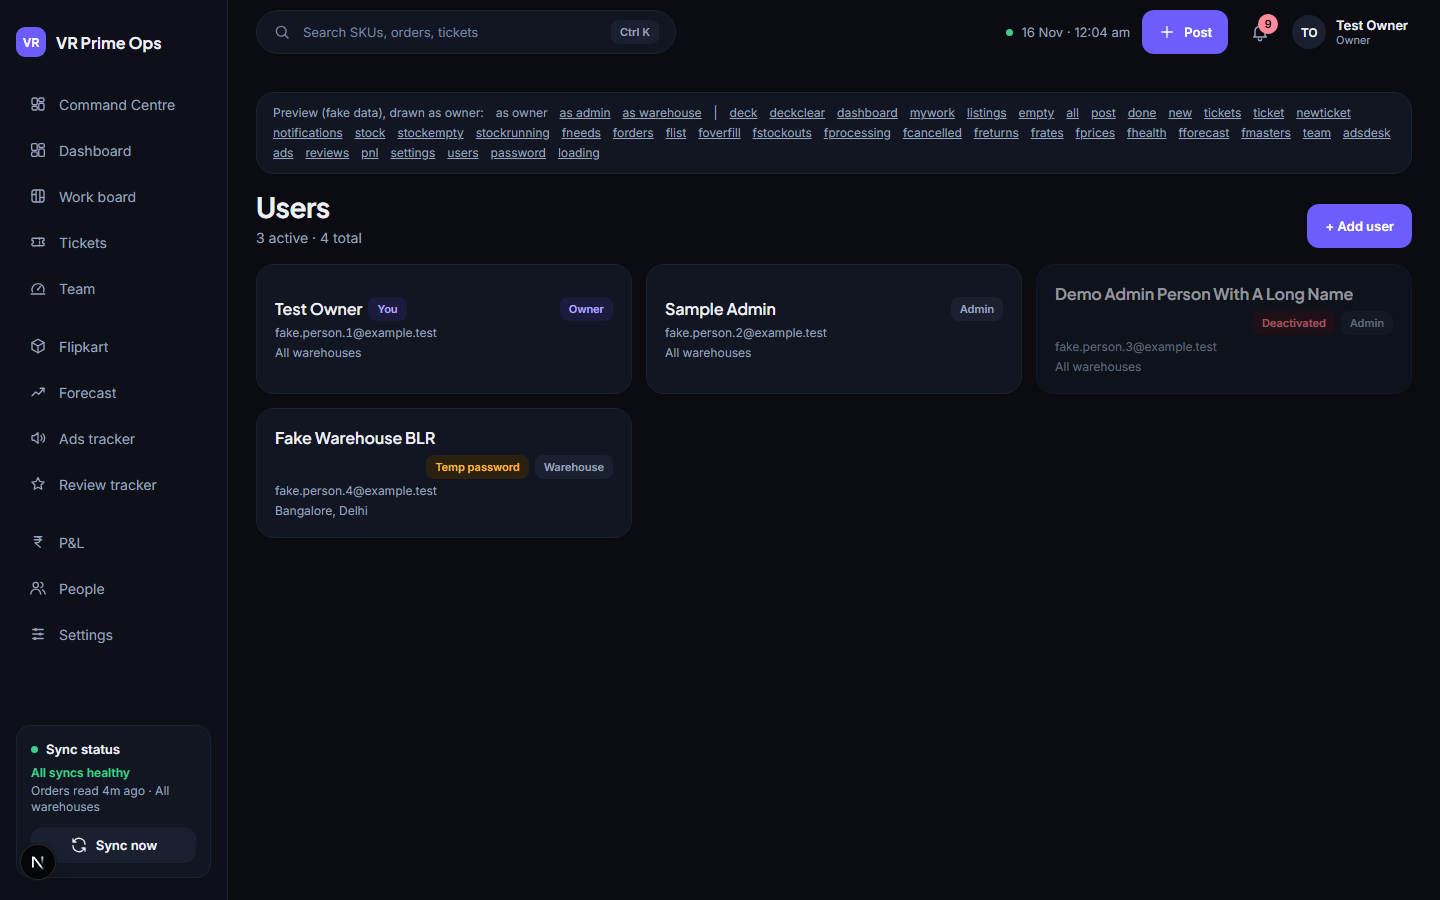 VR
VR Prime Ops
Command Centre
Dashboard
Work board
Tickets
Team
Flipkart
Forecast
Ads tracker
Review tracker
P&L
People
Settings
Sync status
All syncs healthy
Orders read 4m ago · All
warehouses
Sync now
N
Search SKUs, orders, tickets
Ctrl K
16 Nov · 12:04 am
+ Post
9
TO
Test Owner
Owner
Preview (fake data), drawn as owner: as owner as admin as warehouse | deck deckclear dashboard mywork listings empty all post done new tickets ticket newticket
notifications stock stockempty stockrunning fneeds forders flist foverfill fstockouts fprocessing fcancelled freturns frates fprices fhealth fforecast fmasters team adsdesk
ads reviews pnl settings users password loading
Users
3 active · 4 total
+ Add user
Test Owner You Owner
fake.person.1@example.test
All warehouses
Sample Admin Admin
fake.person.2@example.test
All warehouses
Demo Admin Person With A Long Name
Deactivated Admin
fake.person.3@example.test
All warehouses
Fake Warehouse BLR
Temp password Warehouse
fake.person.4@example.test
Bangalore, Delhi